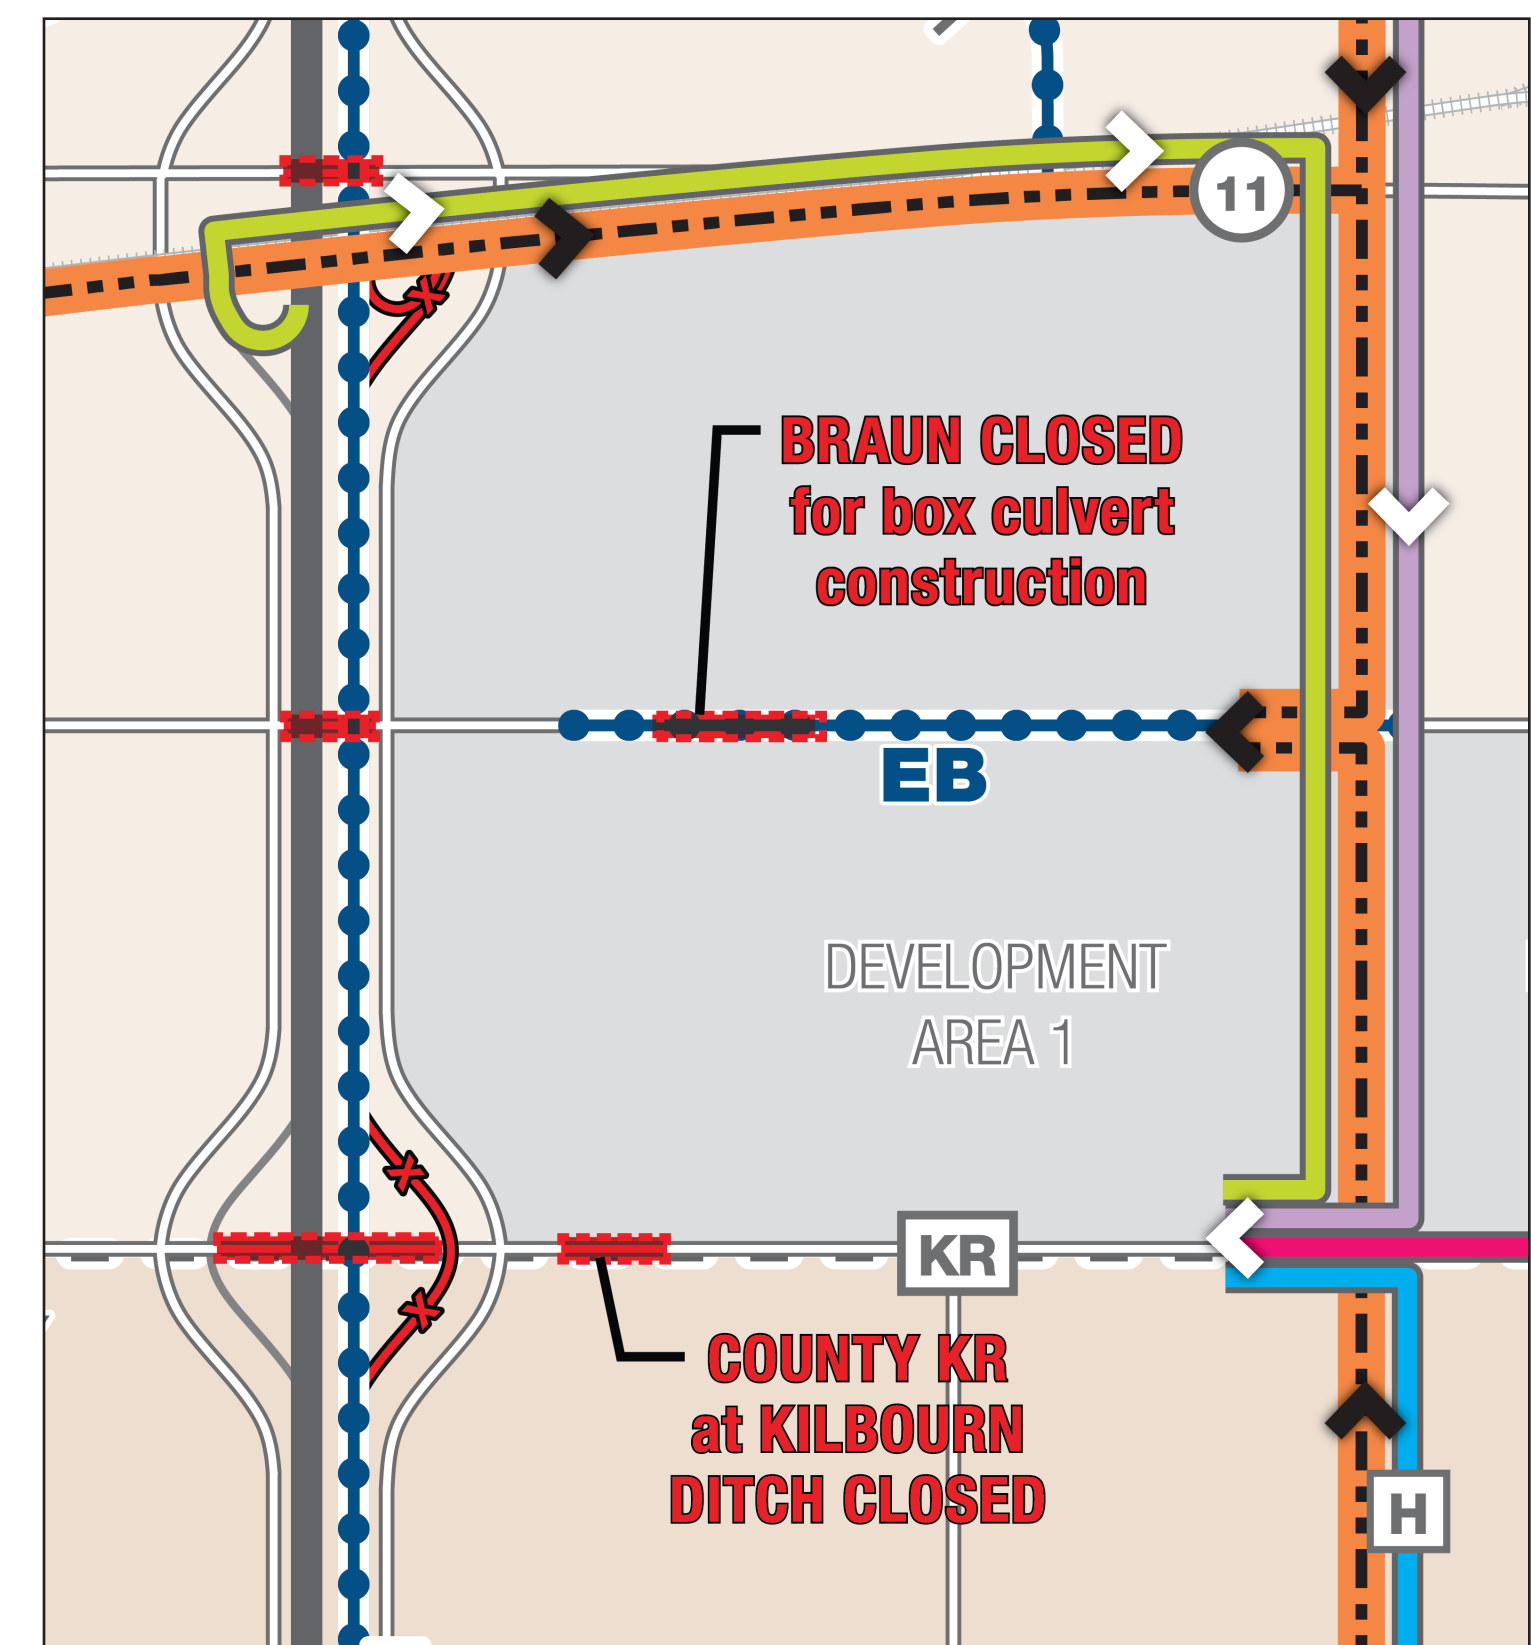 11
BRAUN CLOSED
for box culvert
construction
EB
DEVELOPMENT
AREA 1
KR
COUNTY KR
at KILBOURN
DITCH CLOSED
H